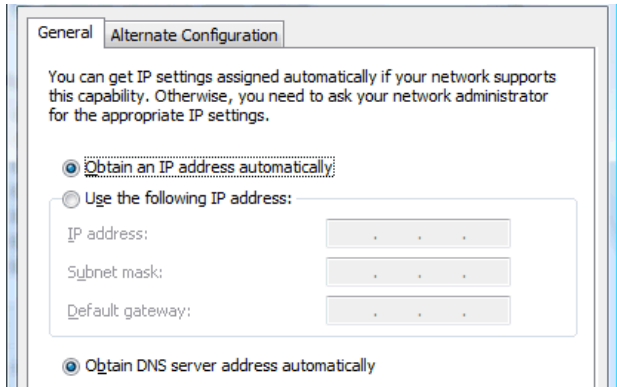 General
Alternate Configuration
You can get IP settings assigned automatically if your network supports
this capability. Otherwise, you need to ask your network administrator
for the appropriate IP settings.
Obtain an IP address automatically
Use the following IP address:
IP address:
. . .
Subnet mask:
. . .
Default gateway:
. . .
Obtain DNS server address automatically